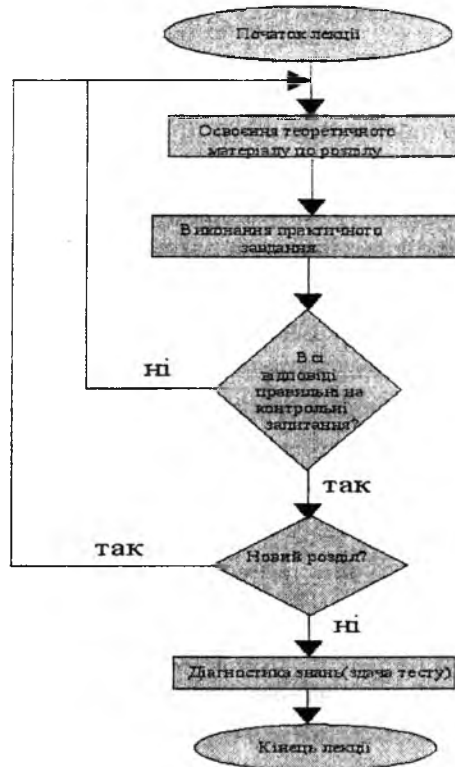 Початок лекції
Освоєння теоретичного
матеріалу по розділу
Виконання практичного
завдання
Всі
відповіді
правильні на
контрольні
запитання?
ні
так
Новий розділ?
так
ні
Діагностика знань(здача тесту)
Кінець лекції